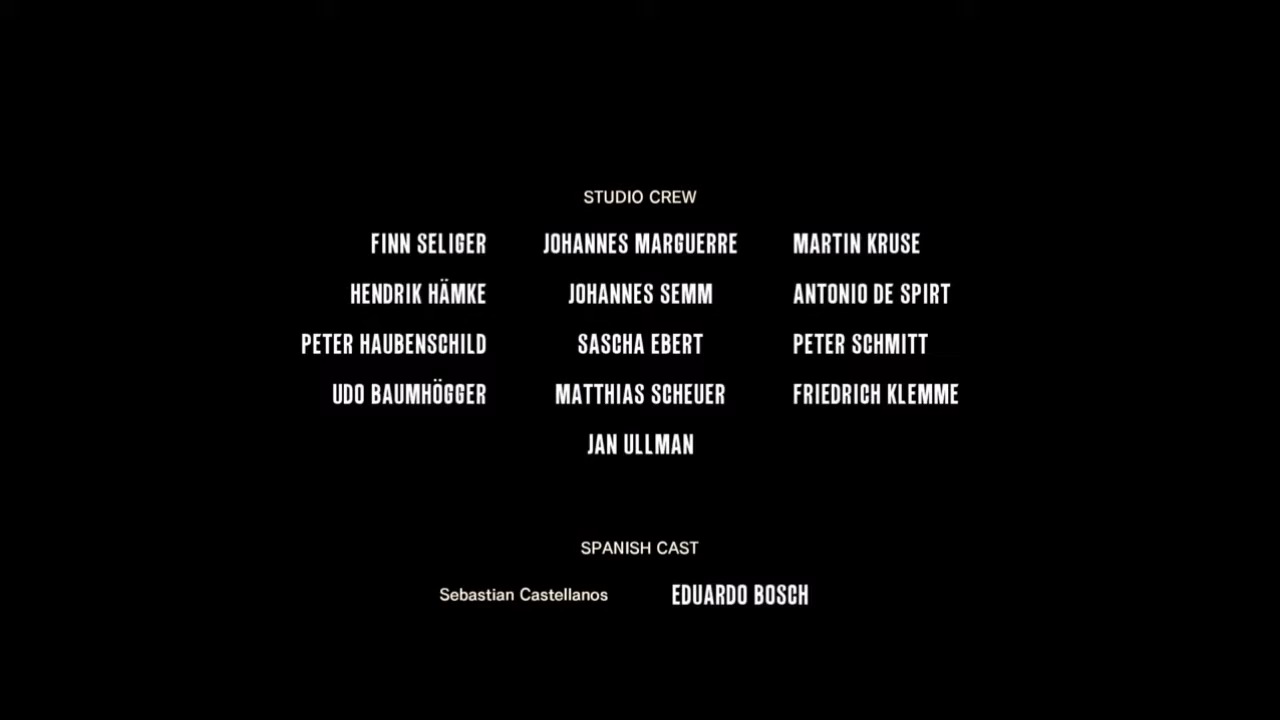 STUDIO CREW
FINN SELIGER JOHANNES MARGUERRE MARTIN KRUSE
HENDRIK HÄMKE JOHANNES SEMM ANTONIO DE SPIRT
PETER HAUBENSCHILD SASCHA EBERT PETER SCHMITT
UDO BAUMHÖGGER MATTHIAS SCHEUER FRIEDRICH KLEMME
JAN ULLMAN
SPANISH CAST
Sebastian Castellanos EDUARDO BOSCH